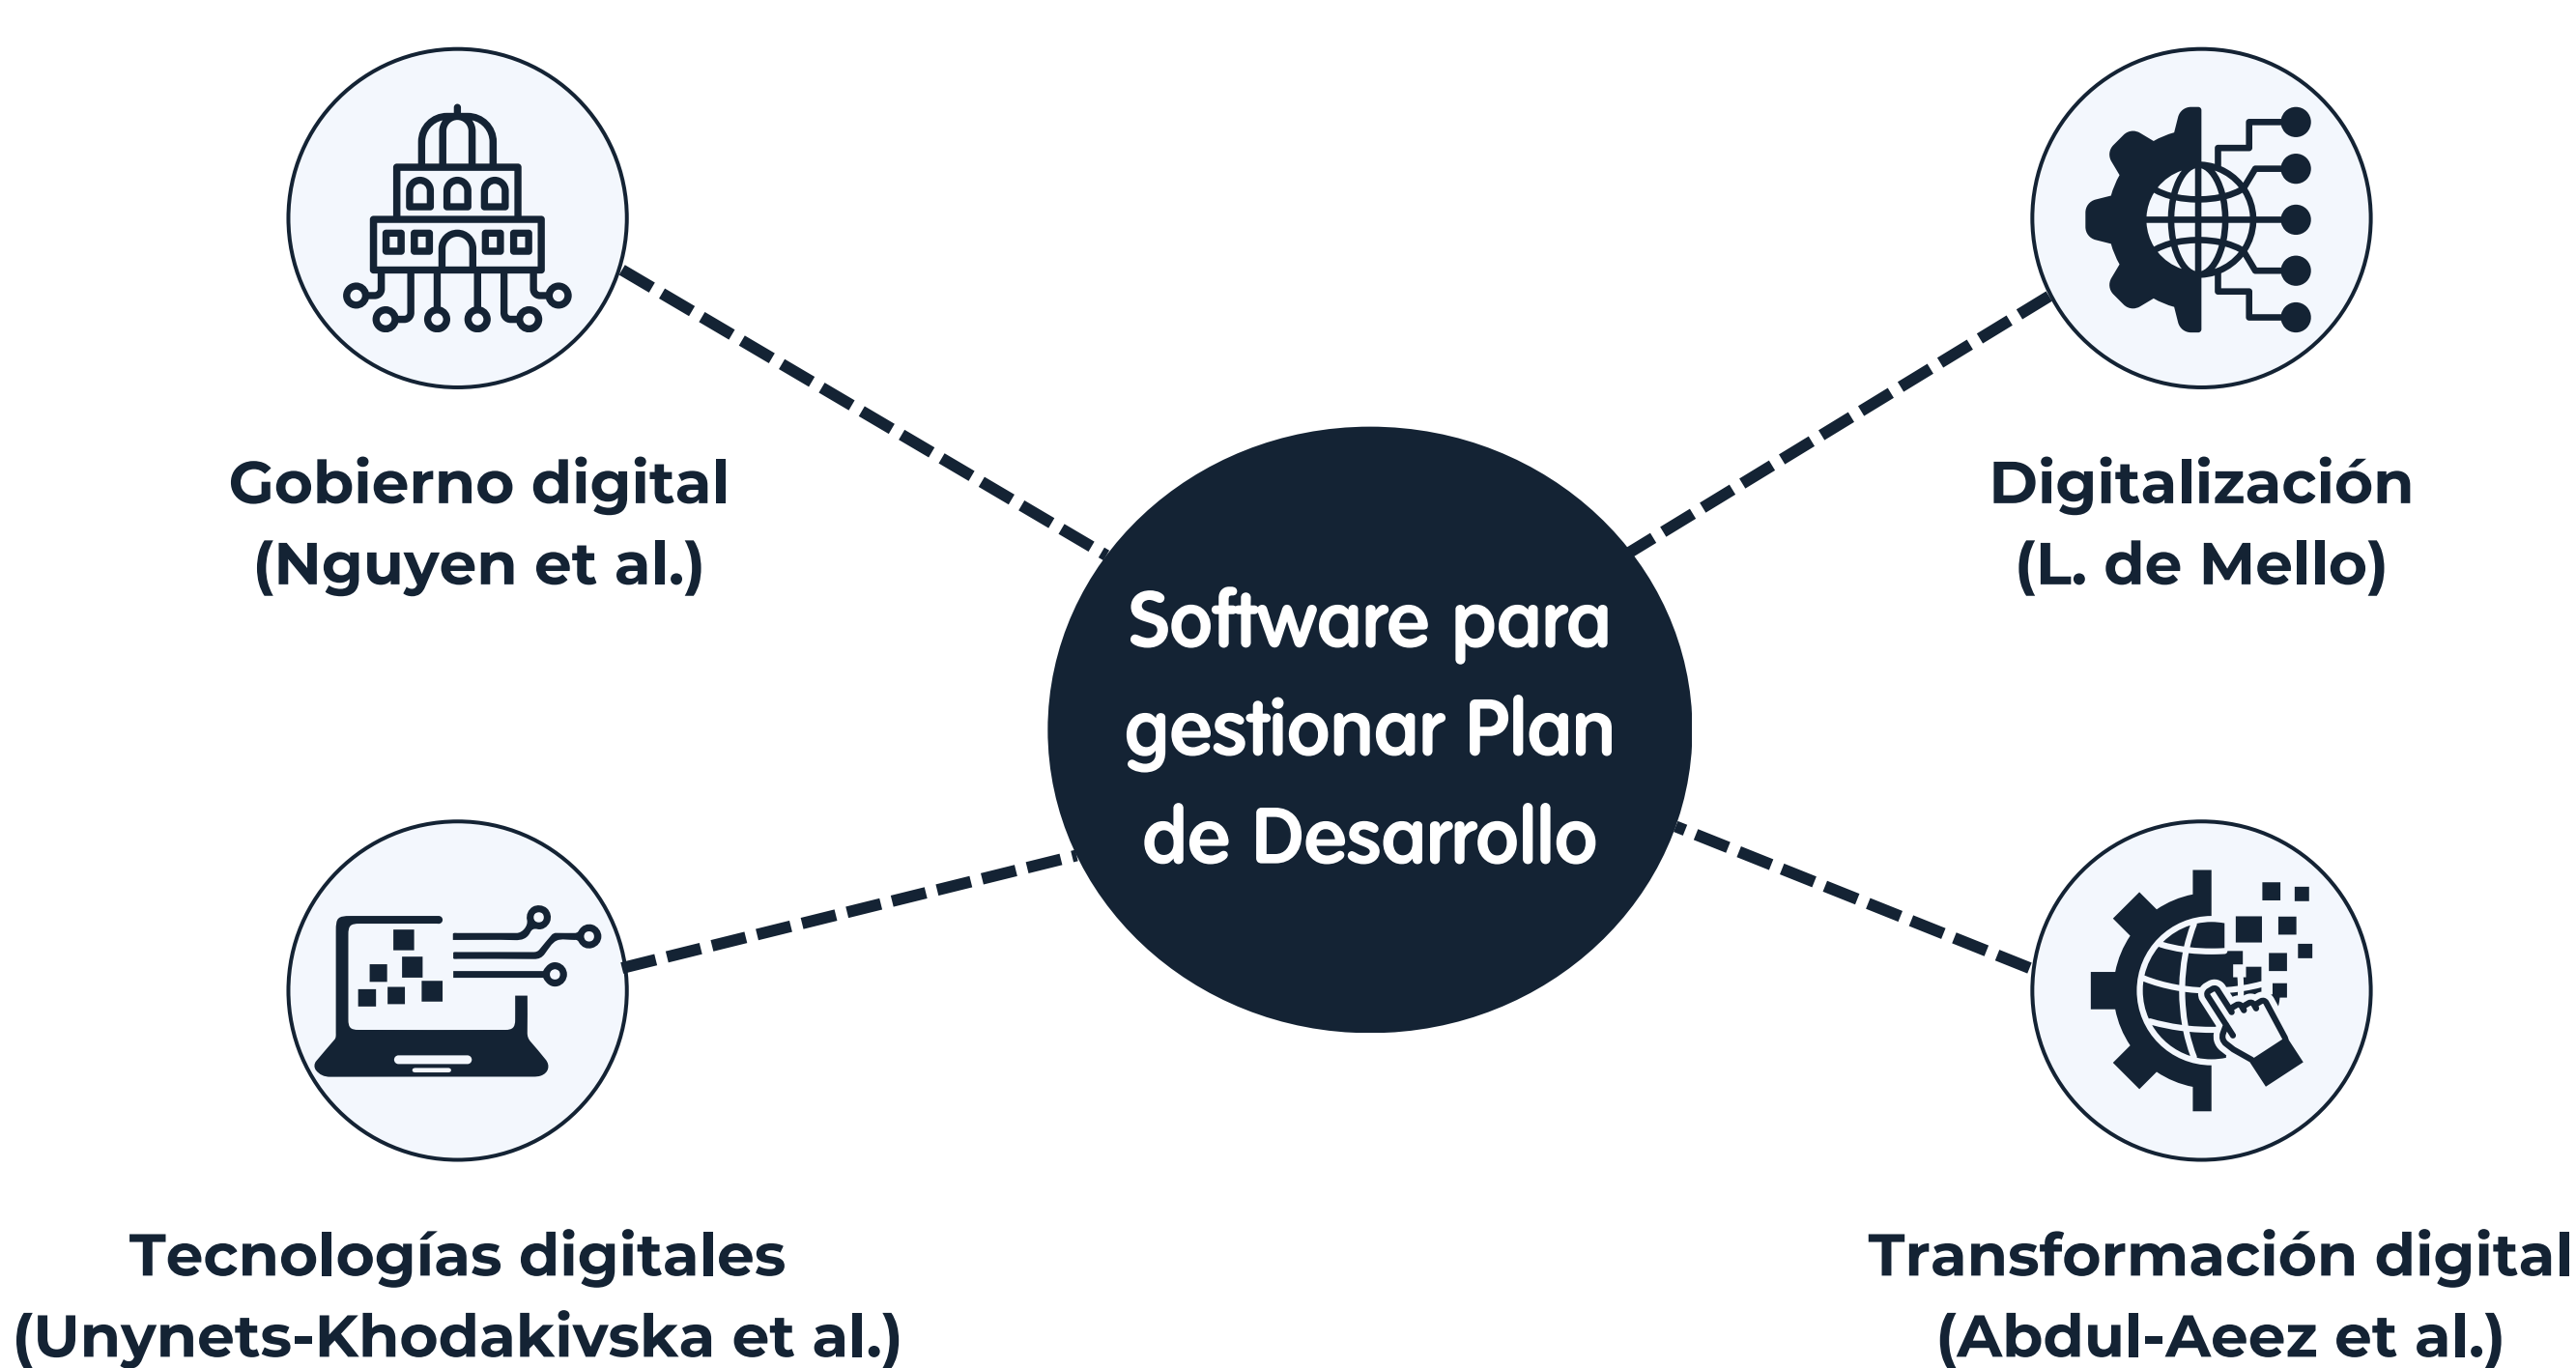 Gobierno digital
(Nguyen et al.)
Digitalización
(L. de Mello)
Software para
gestionar Plan
de Desarrollo
Tecnologías digitales
(Unynets-Khodakivska et al.)
Transformación digital
(Abdul-Aeez et al.)